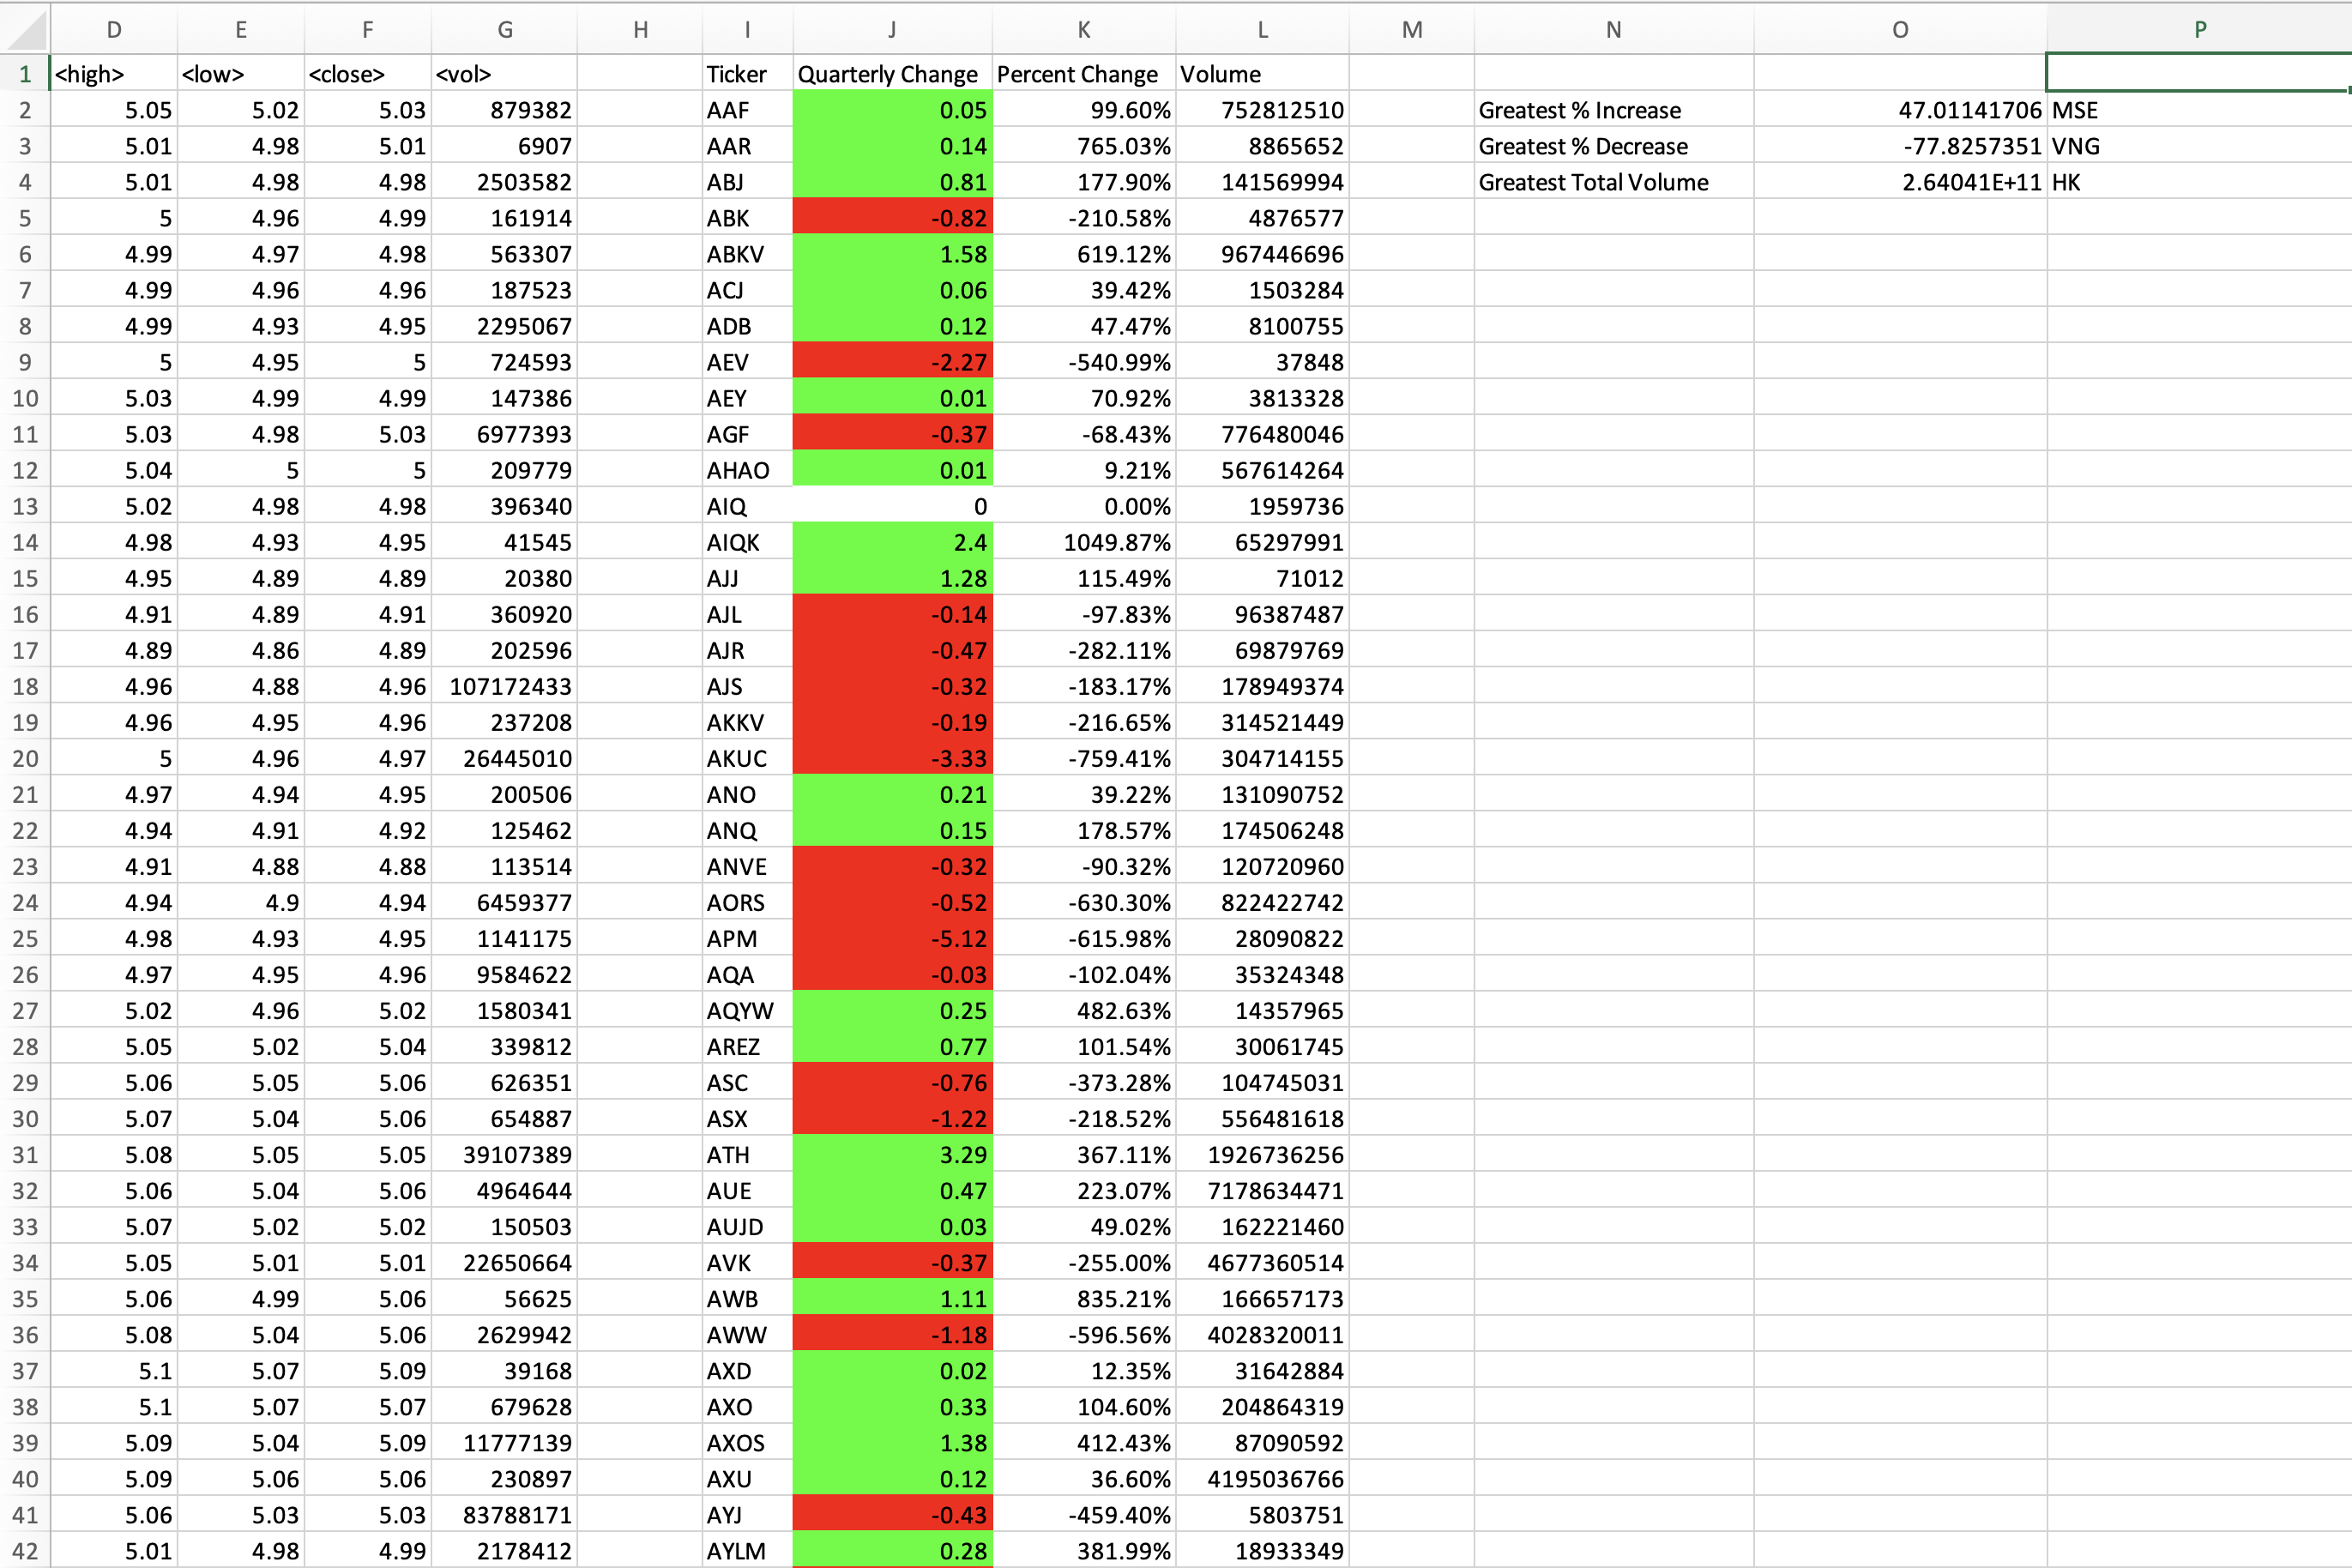 D E F G H I J K L M N O P
1 <high> <low> <close> <vol> Ticker Quarterly Change Percent Change Volume
2 5.05 5.02 5.03 879382 AAF 0.05 99.60% 752812510 Greatest % Increase 47.01141706 MSE
3 5.01 4.98 5.01 6907 AAR 0.14 765.03% 8865652 Greatest % Decrease -77.8257351 VNG
4 5.01 4.98 4.98 2503582 ABJ 0.81 177.90% 141569994 Greatest Total Volume 2.64041E+11 HK
5 5 4.96 4.99 161914 ABK -0.82 -210.58% 4876577
6 4.99 4.97 4.98 563307 ABKV 1.58 619.12% 967446696
7 4.99 4.96 4.96 187523 ACJ 0.06 39.42% 1503284
8 4.99 4.93 4.95 2295067 ADB 0.12 47.47% 8100755
9 5 4.95 5 724593 AEV -2.27 -540.99% 37848
10 5.03 4.99 4.99 147386 AEY 0.01 70.92% 3813328
11 5.03 4.98 5.03 6977393 AGF -0.37 -68.43% 776480046
12 5.04 5 5 209779 AHAO 0.01 9.21% 567614264
13 5.02 4.98 4.98 396340 AIQ 0 0.00% 1959736
14 4.98 4.93 4.95 41545 AIQK 2.4 1049.87% 65297991
15 4.95 4.89 4.89 20380 AJJ 1.28 115.49% 71012
16 4.91 4.89 4.91 360920 AJL -0.14 -97.83% 96387487
17 4.89 4.86 4.89 202596 AJR -0.47 -282.11% 69879769
18 4.96 4.88 4.96 107172433 AJS -0.32 -183.17% 178949374
19 4.96 4.95 4.96 237208 AKKV -0.19 -216.65% 314521449
20 5 4.96 4.97 26445010 AKUC -3.33 -759.41% 304714155
21 4.97 4.94 4.95 200506 ANO 0.21 39.22% 131090752
22 4.94 4.91 4.92 125462 ANQ 0.15 178.57% 174506248
23 4.91 4.88 4.88 113514 ANVE -0.32 -90.32% 120720960
24 4.94 4.9 4.94 6459377 AORS -0.52 -630.30% 822422742
25 4.98 4.93 4.95 1141175 APM -5.12 -615.98% 28090822
26 4.97 4.95 4.96 9584622 AQA -0.03 -102.04% 35324348
27 5.02 4.96 5.02 1580341 AQYW 0.25 482.63% 14357965
28 5.05 5.02 5.04 339812 AREZ 0.77 101.54% 30061745
29 5.06 5.05 5.06 626351 ASC -0.76 -373.28% 104745031
30 5.07 5.04 5.06 654887 ASX -1.22 -218.52% 556481618
31 5.08 5.05 5.05 39107389 ATH 3.29 367.11% 1926736256
32 5.06 5.04 5.06 4964644 AUE 0.47 223.07% 7178634471
33 5.07 5.02 5.02 150503 AUJD 0.03 49.02% 162221460
34 5.05 5.01 5.01 22650664 AVK -0.37 -255.00% 4677360514
35 5.06 4.99 5.06 56625 AWB 1.11 835.21% 166657173
36 5.08 5.04 5.06 2629942 AWW -1.18 -596.56% 4028320011
37 5.1 5.07 5.09 39168 AXD 0.02 12.35% 31642884
38 5.1 5.07 5.07 679628 AXO 0.33 104.60% 204864319
39 5.09 5.04 5.09 11777139 AXOS 1.38 412.43% 87090592
40 5.09 5.06 5.06 230897 AXU 0.12 36.60% 4195036766
41 5.06 5.03 5.03 83788171 AYJ -0.43 -459.40% 5803751
42 5.01 4.98 4.99 2178412 AYLM 0.28 381.99% 18933349